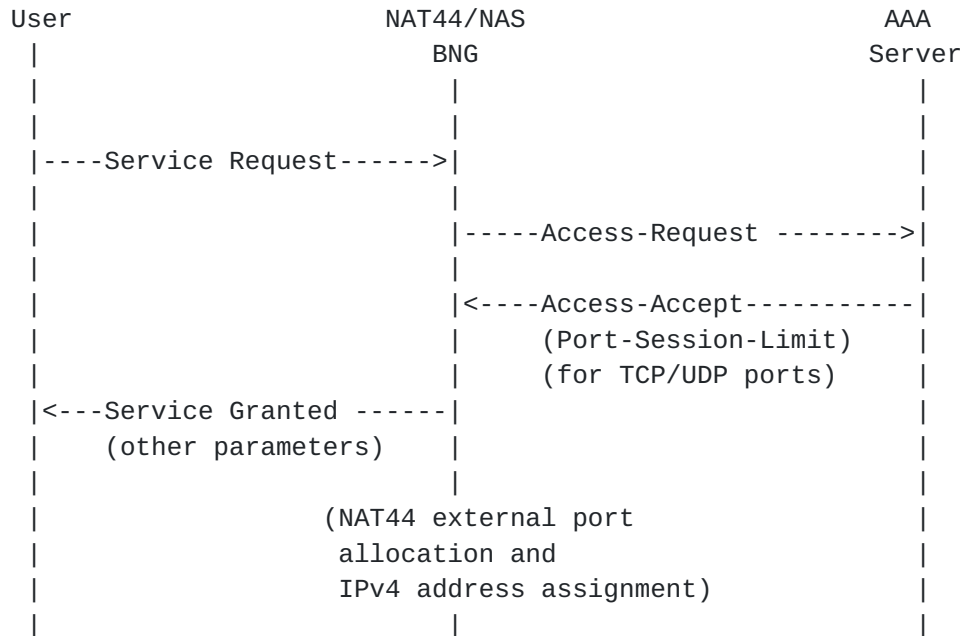 User NAT44/NAS AAA
| BNG Server
| | |
| | |
|----Service Request------>| |
| | |
| |-----Access-Request -------->|
| | |
| |<----Access-Accept-----------|
| | (Port-Session-Limit) |
| | (for TCP/UDP ports) |
|<---Service Granted ------| |
| (other parameters) | |
| | |
| (NAT44 external port |
| allocation and |
| IPv4 address assignment) |
| | |